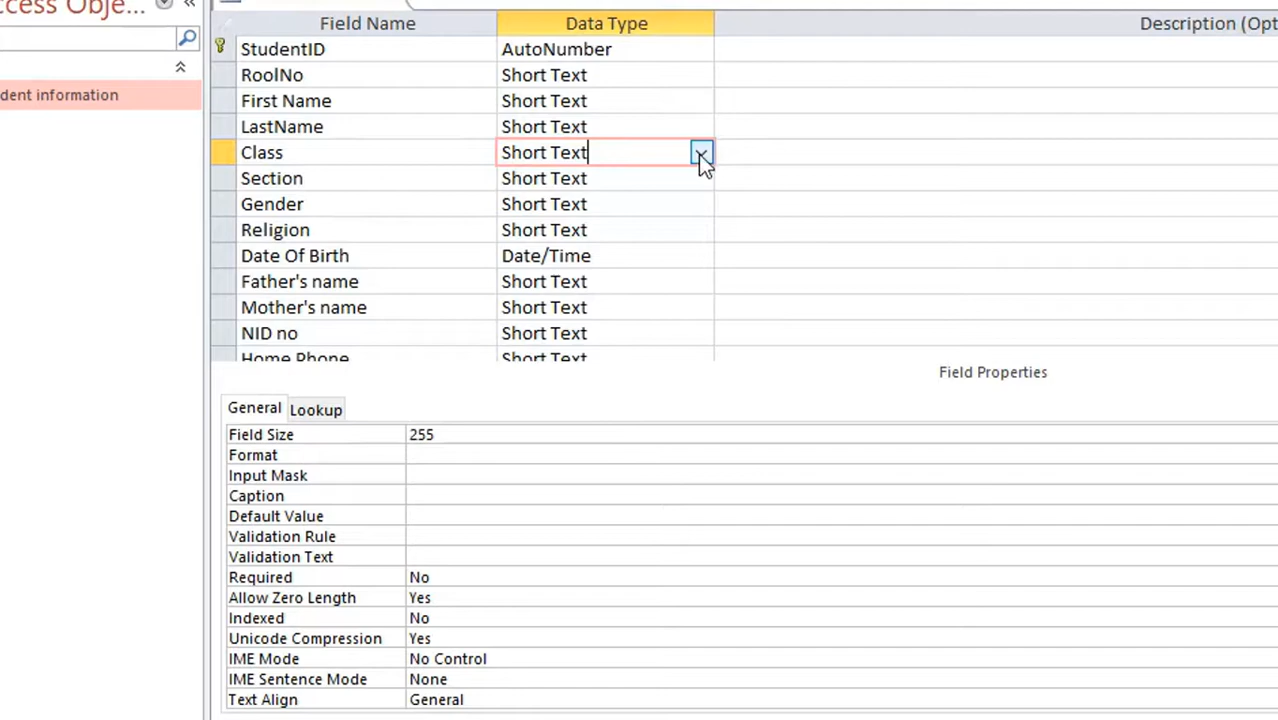 ccess Obje...
Field Name Data Type Description (Opt
StudentID AutoNumber
RoolNo Short Text
First Name Short Text
LastName Short Text
Class Short Text
Section Short Text
Gender Short Text
Religion Short Text
Date Of Birth Date/Time
Father's name Short Text
Mother's name Short Text
NID no Short Text
Home Phone Short Text
dent information
Field Properties
General Lookup
Field Size 255
Format
Input Mask
Caption
Default Value
Validation Rule
Validation Text
Required No
Allow Zero Length Yes
Indexed No
Unicode Compression Yes
IME Mode No Control
IME Sentence Mode None
Text Align General